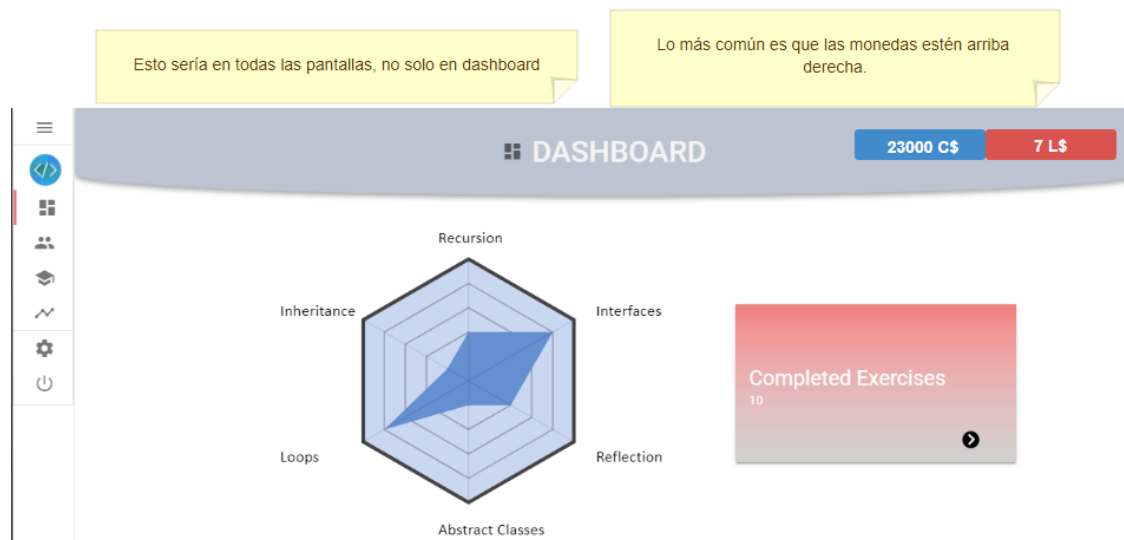 Esto sería en todas las pantallas, no solo en dashboard
Lo más común es que las monedas estén arriba
derecha.
DASHBOARD
23000 C$
7 L$
Recursion
Inheritance
Interfaces
Completed Exercises
10
Loops
Reflection
Abstract Classes